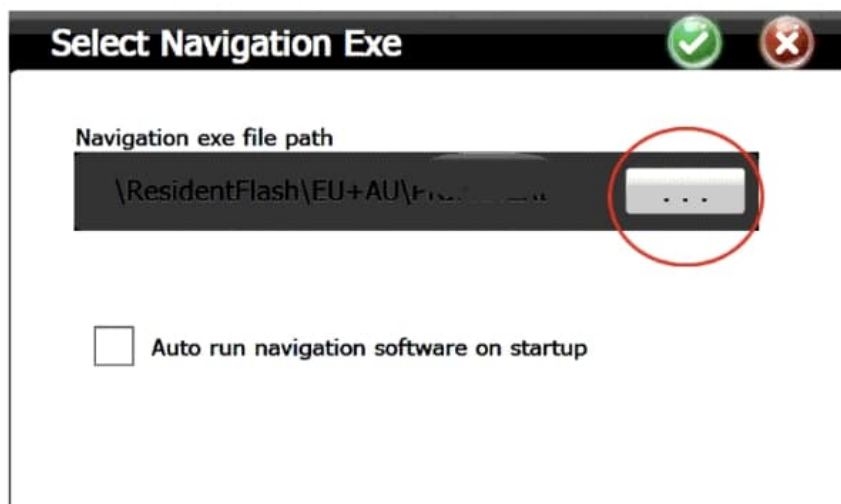 Select Navigation Exe
Navigation exe file path
\ResidentFlash\EU+AU\
...
Auto run navigation software on startup